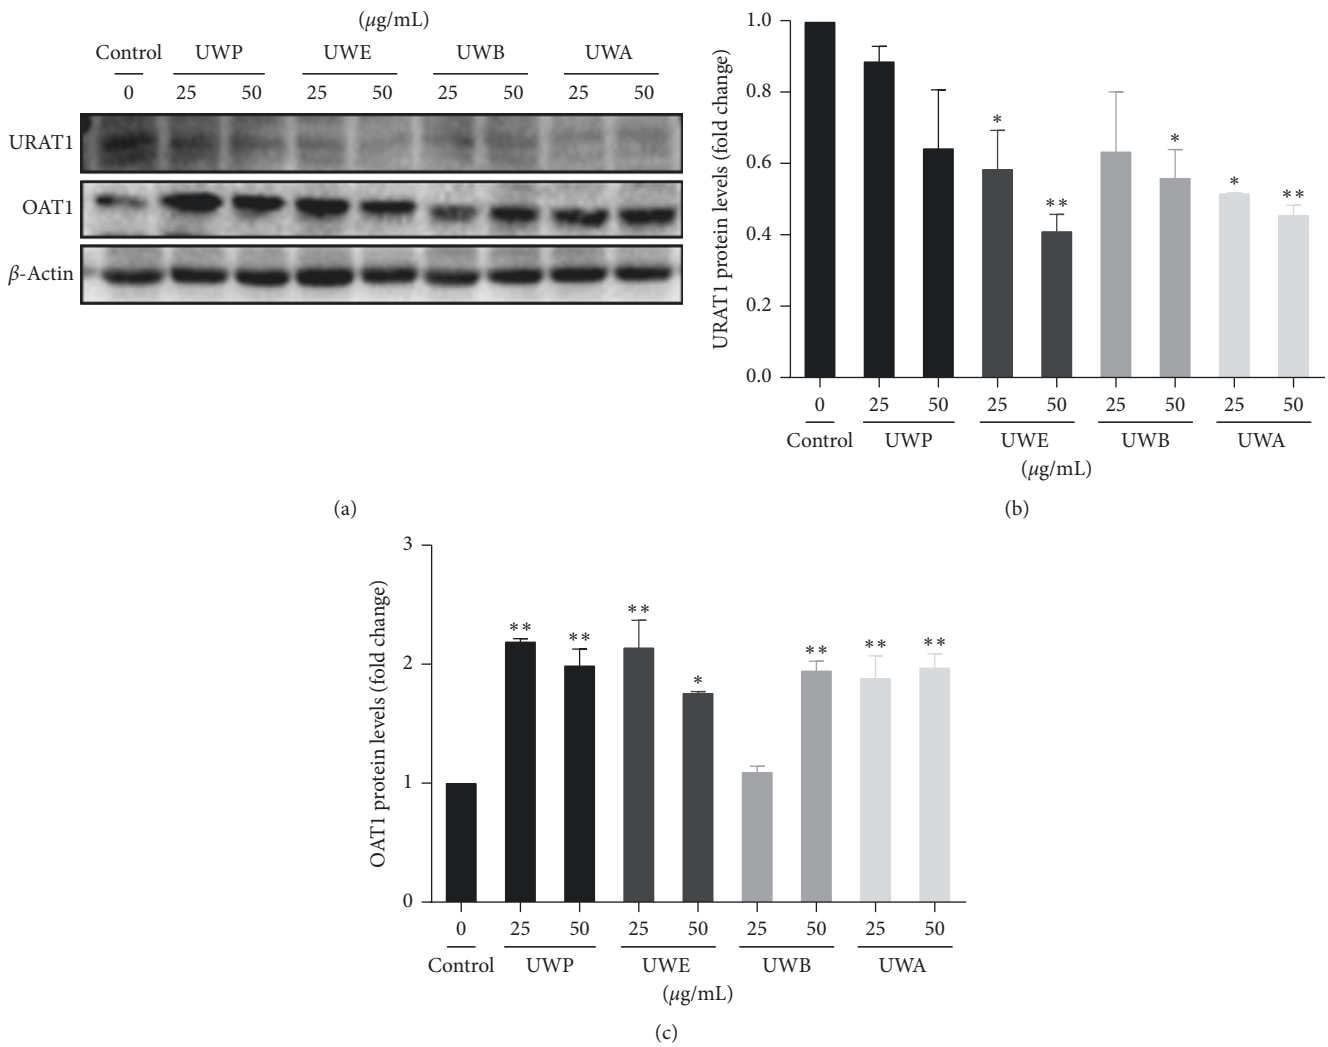 (μg/mL)
Control UWP UWE UWB UWA
0 25 50 25 50 25 50 25 50
URAT1
OAT1
β-Actin
(a)
URAT1 protein levels (fold change)
1.0
0.8
0.6
0.4
0.2
0.0
* ** * * **
0 25 50 25 50 25 50 25 50
Control UWP UWE UWB UWA
(μg/mL)
(b)
OAT1 protein levels (fold change)
3
2
1
0
** ** ** * ** ** **
0 25 50 25 50 25 50 25 50
Control UWP UWE UWB UWA
(μg/mL)
(c)